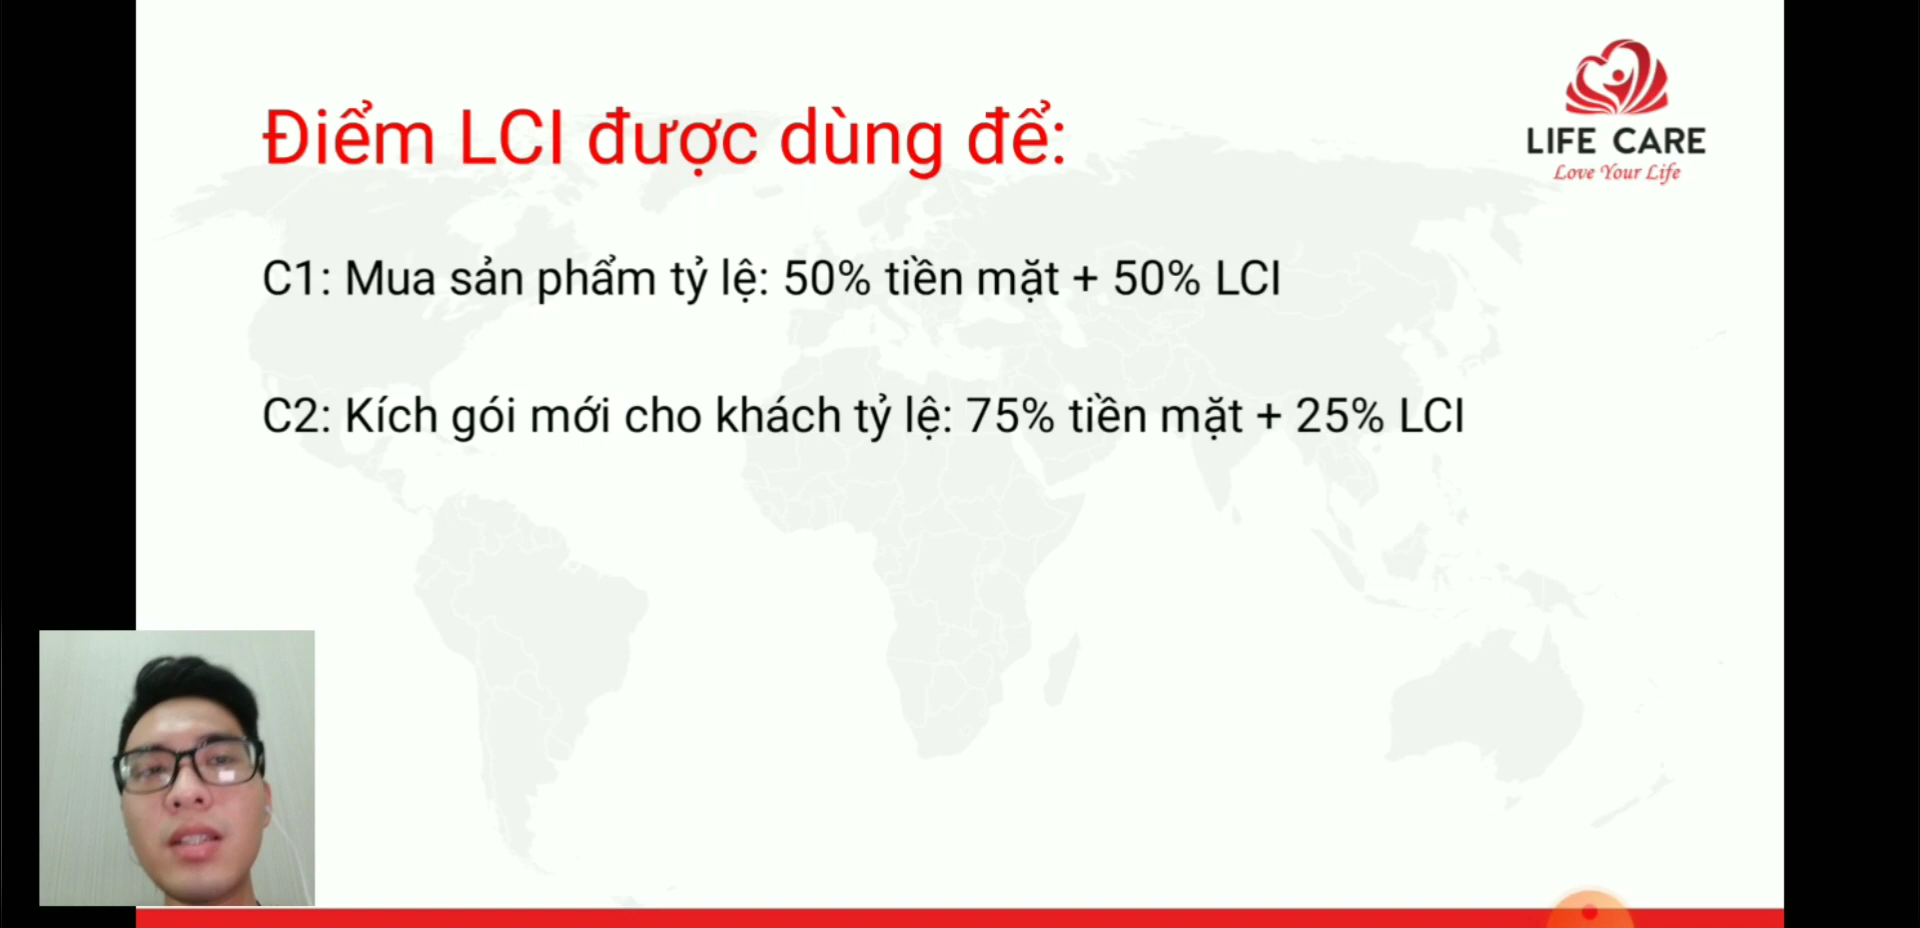 Điểm LCI được dùng để:
LIFE CARE
Love Your Life
C1: Mua sản phẩm tỷ lệ: 50% tiền mặt + 50% LCI
C2: Kích gói mới cho khách tỷ lệ: 75% tiền mặt + 25% LCI